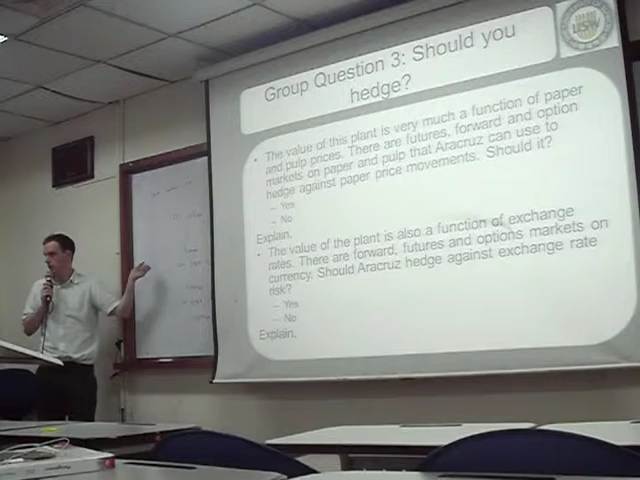 Group Question 3: Should you
hedge?
• The value of this plant is very much a function of paper
and pulp prices. There are futures, forward and option
markets on paper and pulp that Aracruz can use to
hedge against paper price movements. Should it?
– Yes
– No
Explain.
• The value of the plant is also a function of exchange
rates. There are forward, futures and options markets on
currency. Should Aracruz hedge against exchange rate
risk?
– Yes
– No
Explain.